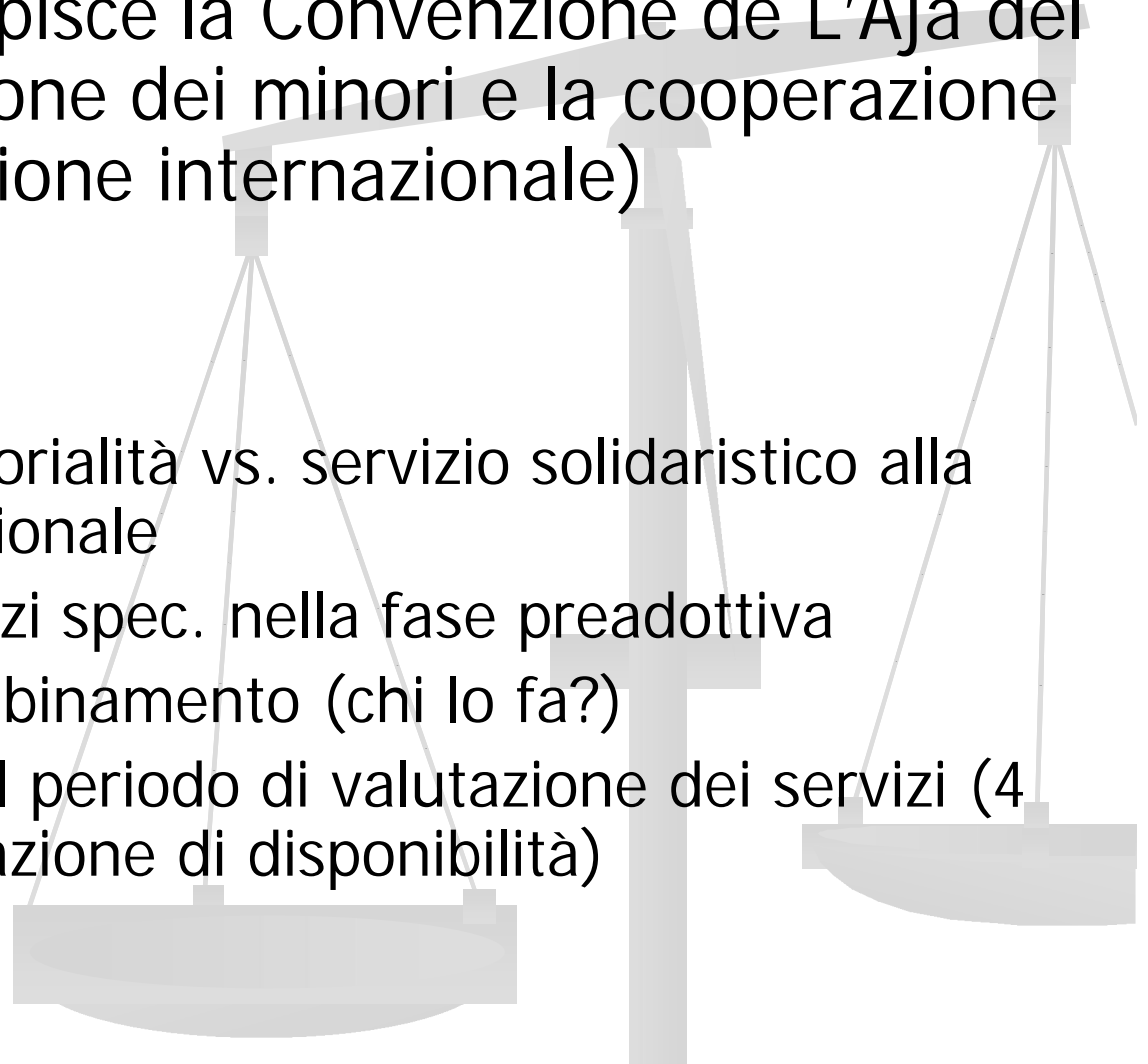 pisce la Convenzione de L'Aja del
one dei minori e la cooperazione
ione internazionale)
orialità vs. servizio solidaristico alla
ionale
zi spec. nella fase preadottiva
binamento (chi lo fa?)
l periodo di valutazione dei servizi (4
azione di disponibilità)